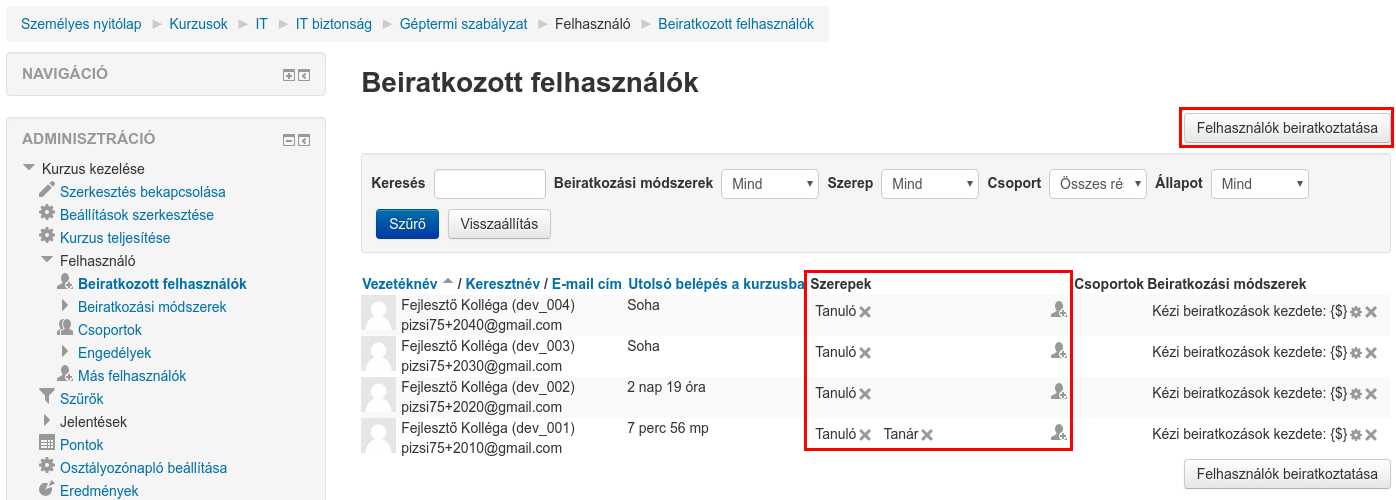 Személyes nyitólap ► Kurzusok ► IT ► IT biztonság ► Géptermi szabályzat ► Felhasználó ► Beiratkozott felhasználók
NAVIGÁCIÓ
ADMINISZTRÁCIÓ
Kurzus kezelése
Szerkesztés bekapcsolása
Beállítások szerkesztése
Kurzus teljesítése
Felhasználó
Beiratkozott felhasználók
Beiratkozási módszerek
Csoportok
Engedélyek
Más felhasználók
Szűrők
Jelentések
Pontok
Osztályozónapló beállítása
Eredmények
Beiratkozott felhasználók
Felhasználók beiratkoztatása
Keresés Beiratkozási módszerek Mind Szerep Mind Csoport Összes ré Állapot Mind
Szűrő Visszaállítás
Vezetéknév / Keresztnév / E-mail cím Utolsó belépés a kurzusba Szerepek Csoportok Beiratkozási módszerek
Fejlesztő Kolléga (dev_004) Soha Tanuló Kézi beiratkozások kezdete: {$}
pizsi75+2040@gmail.com
Fejlesztő Kolléga (dev_003) Soha Tanuló Kézi beiratkozások kezdete: {$}
pizsi75+2030@gmail.com
Fejlesztő Kolléga (dev_002) 2 nap 19 óra Tanuló Kézi beiratkozások kezdete: {$}
pizsi75+2020@gmail.com
Fejlesztő Kolléga (dev_001) 7 perc 56 mp Tanuló Tanár Kézi beiratkozások kezdete: {$}
pizsi75+2010@gmail.com
Felhasználók beiratkoztatása